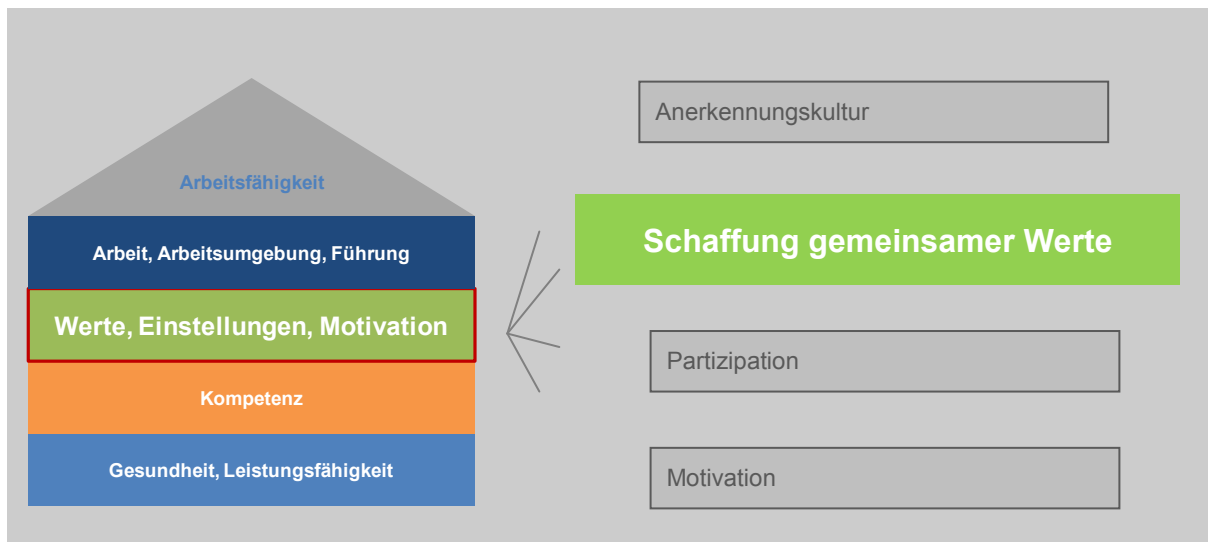 Arbeitsfähigkeit
Arbeit, Arbeitsumgebung, Führung
Werte, Einstellungen, Motivation
Kompetenz
Gesundheit, Leistungsfähigkeit
Anerkennungskultur
Schaffung gemeinsamer Werte
Partizipation
Motivation